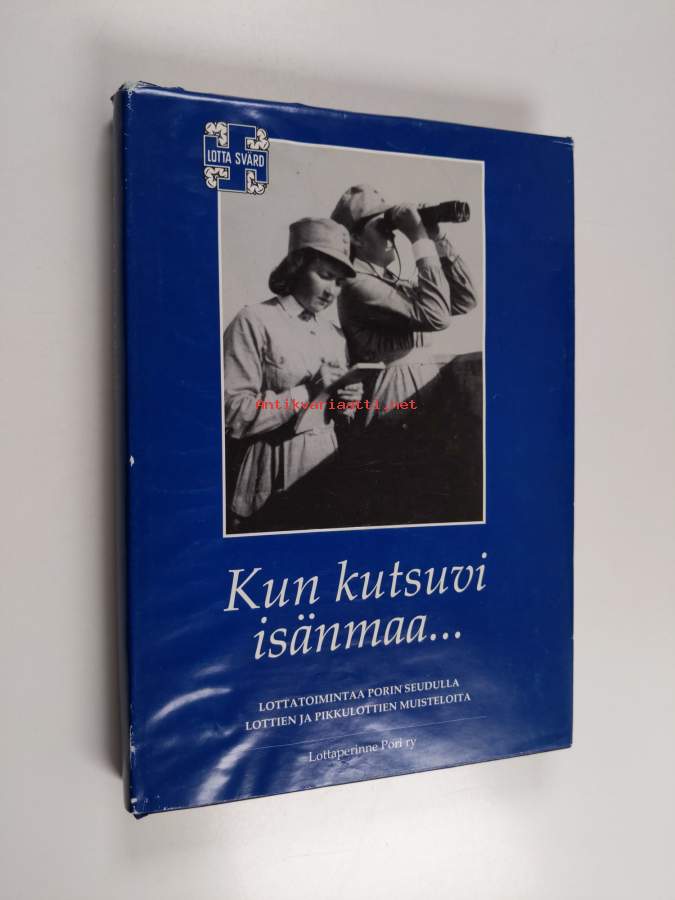 LOTTA SVÄRD
Antikvariaatti.net
Kun kutsuvi
isänmaa...
LOTTATOIMINTAA PORIN SEUDULLA
LOTTIEN JA PIKKULOTTIEN MUISTELOITA
Lottaperinne Pori ry